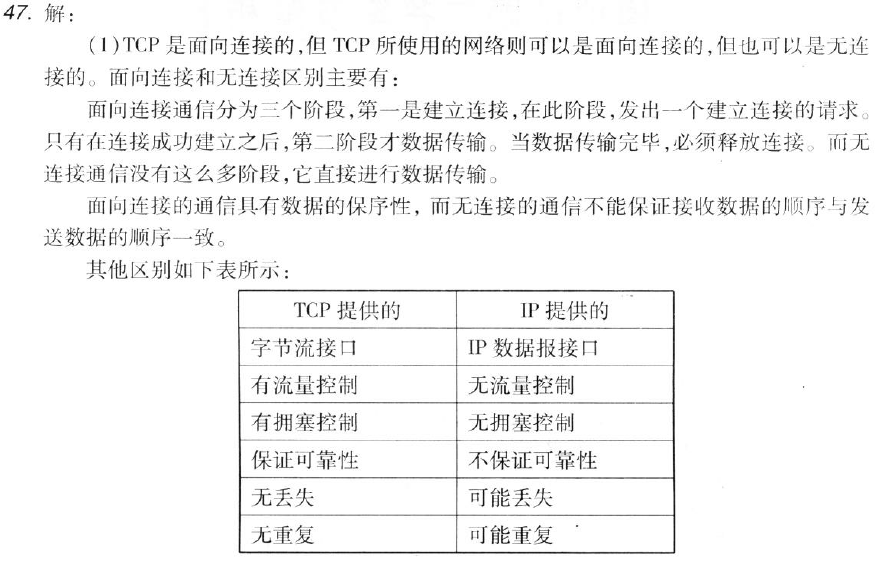 47. 解：
(1)TCP 是面向连接的,但 TCP 所使用的网络则可以是面向连接的,但也可以是无连
接的。面向连接和无连接区别主要有：
面向连接通信分为三个阶段,第一是建立连接,在此阶段,发出一个建立连接的请求。
只有在连接成功建立之后,第二阶段才数据传输。当数据传输完毕,必须释放连接。而无
连接通信没有这么多阶段,它直接进行数据传输。
面向连接的通信具有数据的保序性, 而无连接的通信不能保证接收数据的顺序与发
送数据的顺序一致。
其他区别如下表所示：
TCP 提供的 IP 提供的
字节流接口 IP 数据报接口
有流量控制 无流量控制
有拥塞控制 无拥塞控制
保证可靠性 不保证可靠性
无丢失 可能丢失
无重复 可能重复